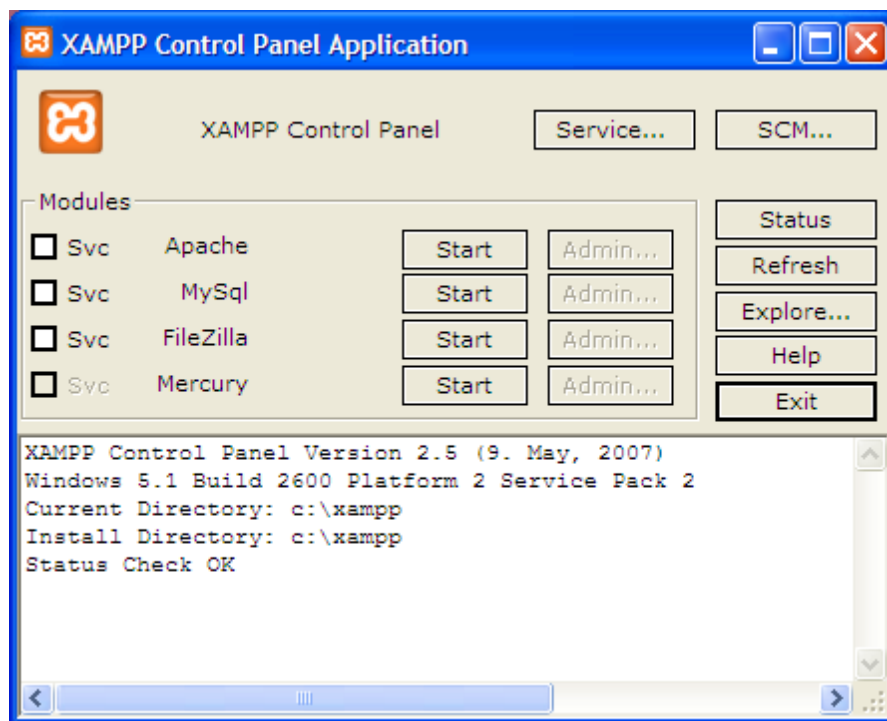 XAMPP Control Panel Application
XAMPP Control Panel Service... SCM...
Modules
Status
Svc Apache Start Admin...
Refresh
Svc MySql Start Admin...
Explore...
Svc FileZilla Start Admin...
Help
Svc Mercury Start Admin...
Exit
XAMPP Control Panel Version 2.5 (9. May, 2007)
Windows 5.1 Build 2600 Platform 2 Service Pack 2
Current Directory: c:\xampp
Install Directory: c:\xampp
Status Check OK